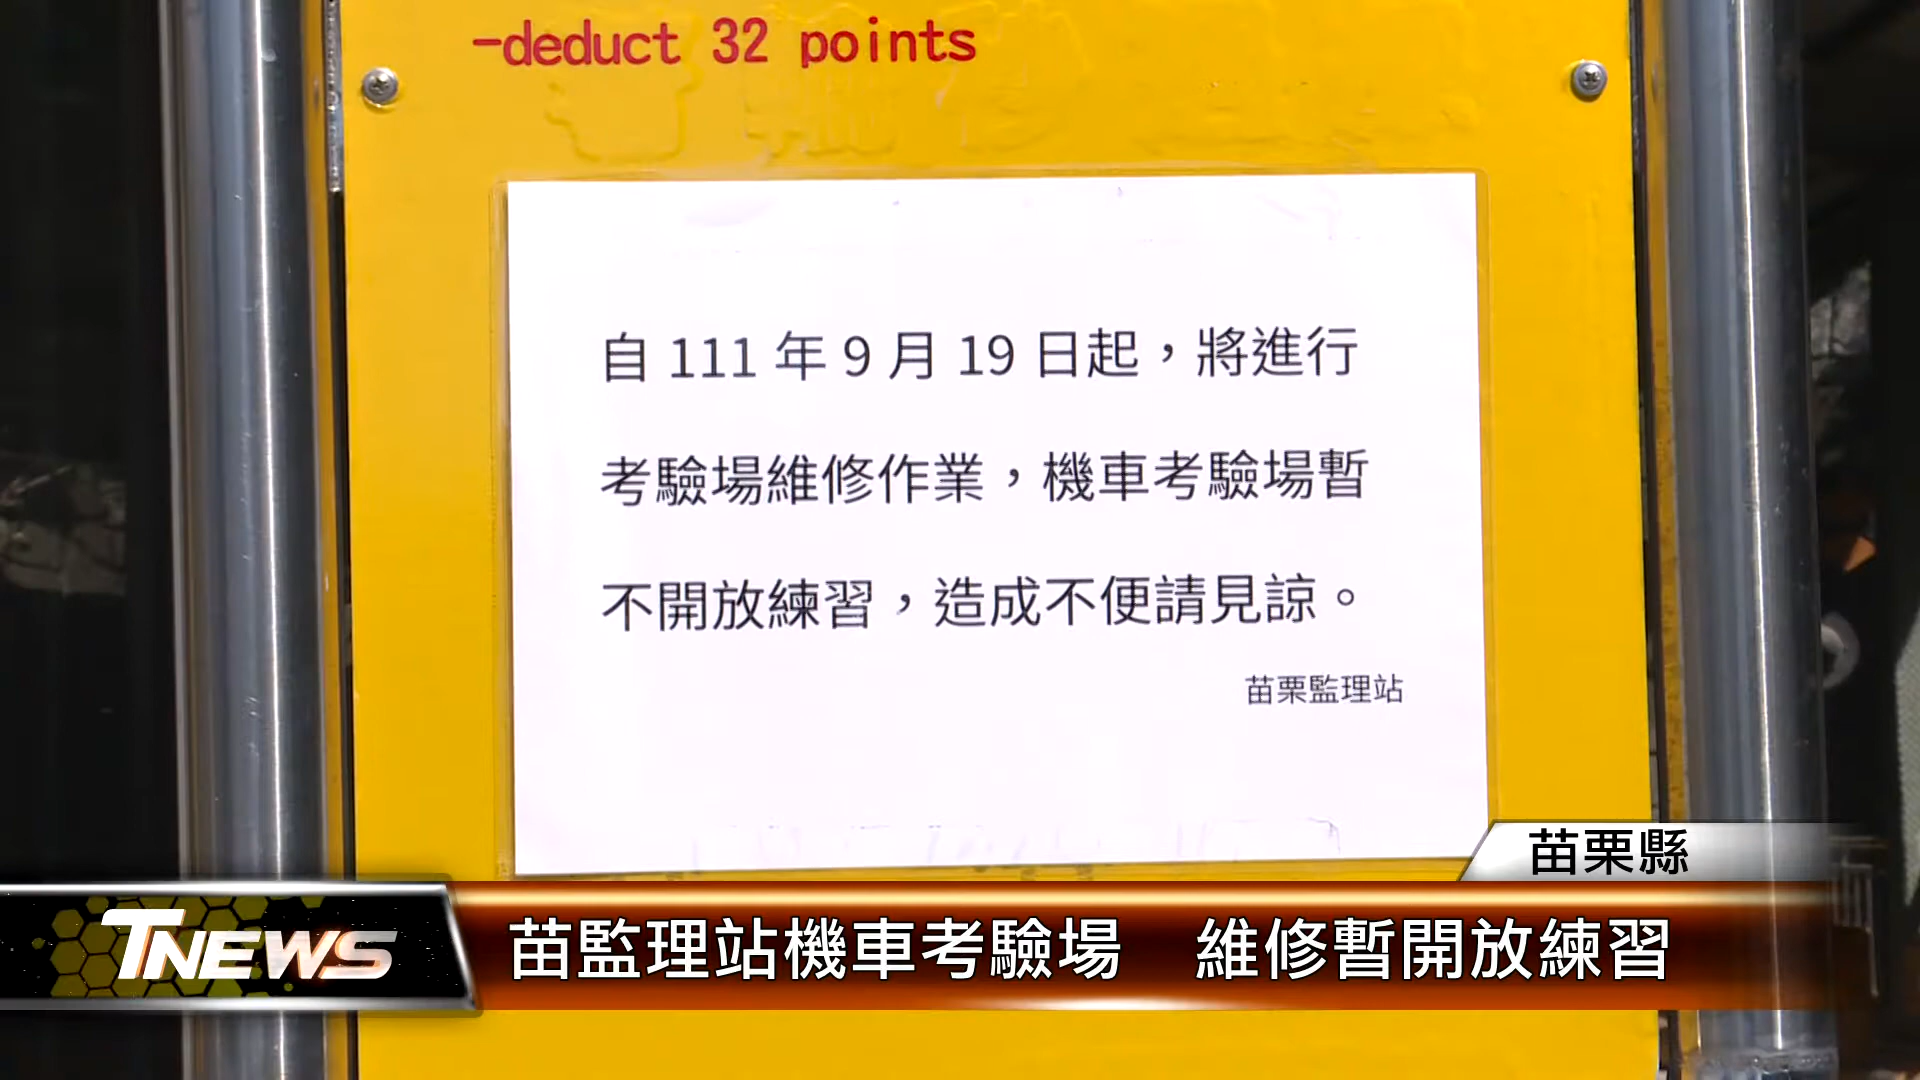 -deduct 32 points
自 111 年 9 月 19 日起，將進行
考驗場維修作業，機車考驗場暫
不開放練習，造成不便請見諒。
苗栗監理站
苗栗縣
TNEWS
苗監理站機車考驗場　維修暫開放練習